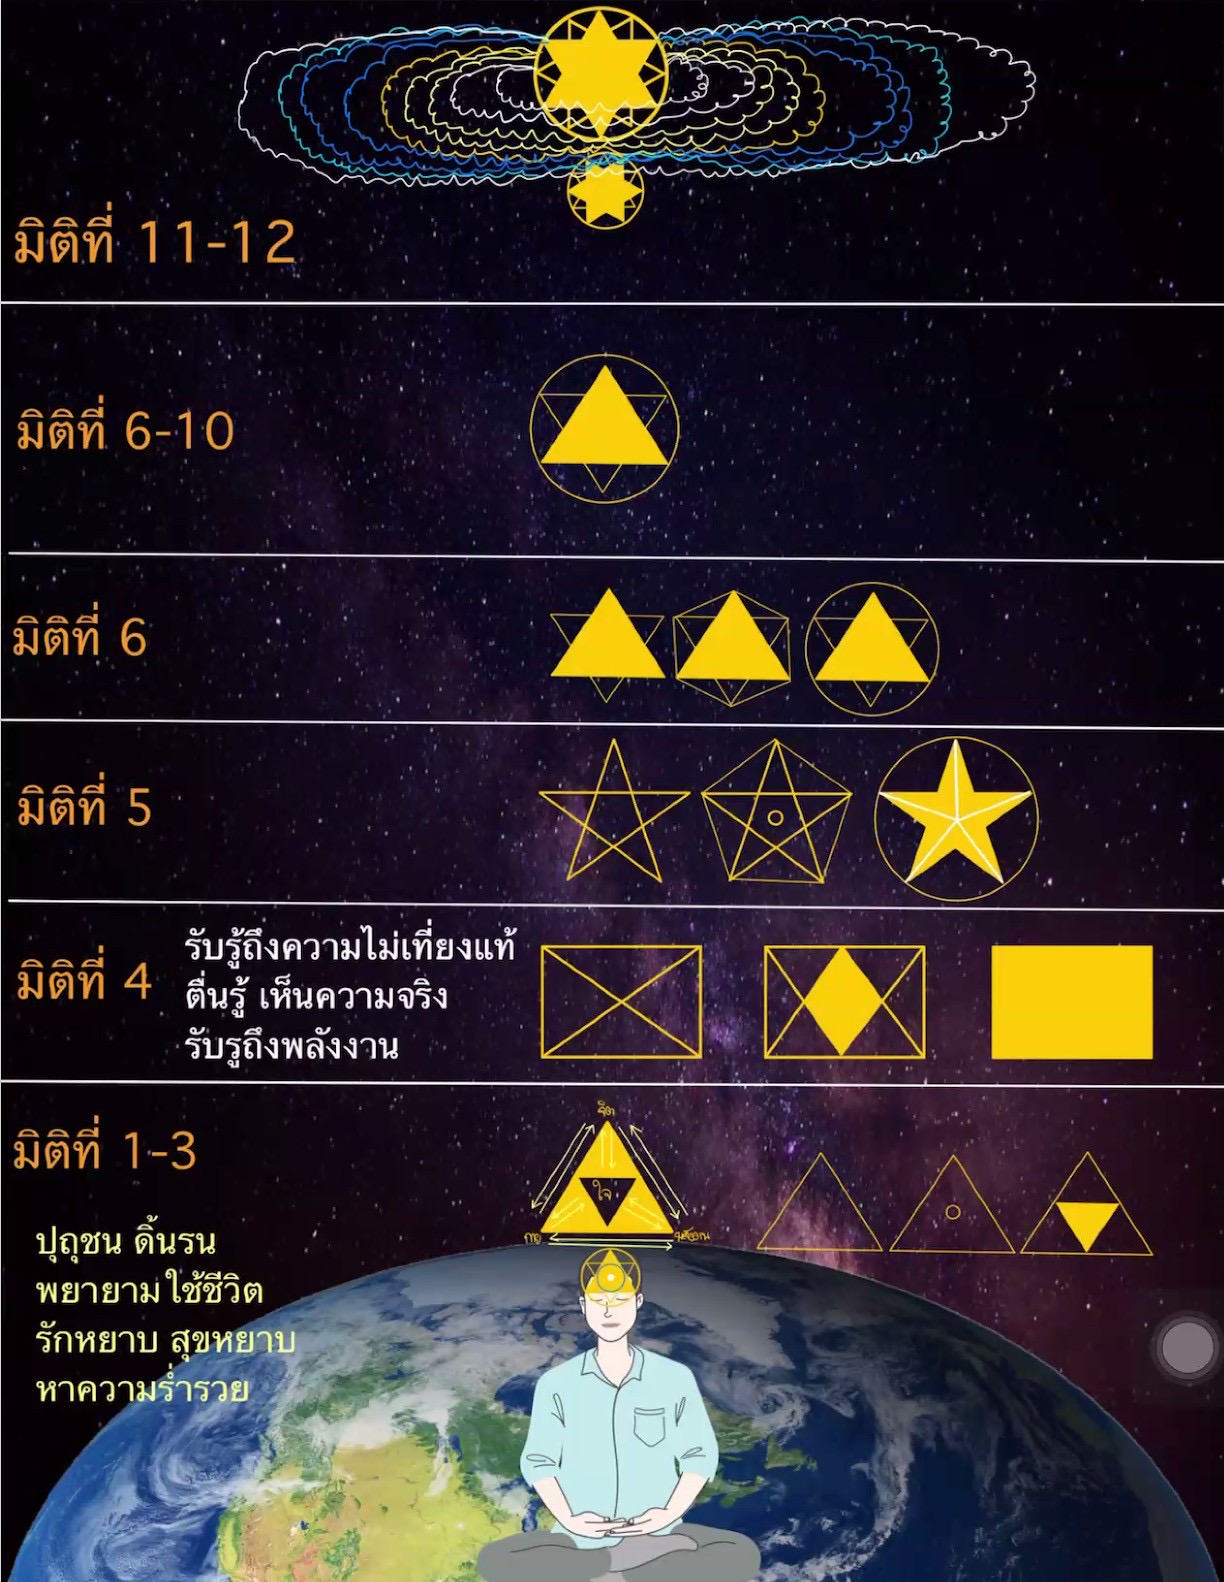 มิติที่ 11-12
มิติที่ 6-10
มิติที่ 6
มิติที่ 5
มิติที่ 4
รับรู้ถึงความไม่เที่ยงแท้
ตื่นรู้ เห็นความจริง
รับรูถึงพลังงาน
มิติที่ 1-3
จิต
ใจ
กาย
พลังงาน
ปุถุชน ดิ้นรน
พยายามใช้ชีวิต
รักหยาบ สุขหยาบ
หาความร่ำรวย